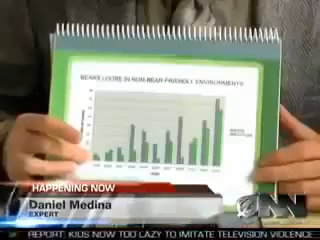 BEARS LOOSE IN NON-BEAR-FRIENDLY ENVIRONMENTS
HAPPENING NOW
Daniel Medina
EXPERT
ONN
REPORT: KIDS NOW TOO LAZY TO IMITATE TELEVISION VIOLENCE